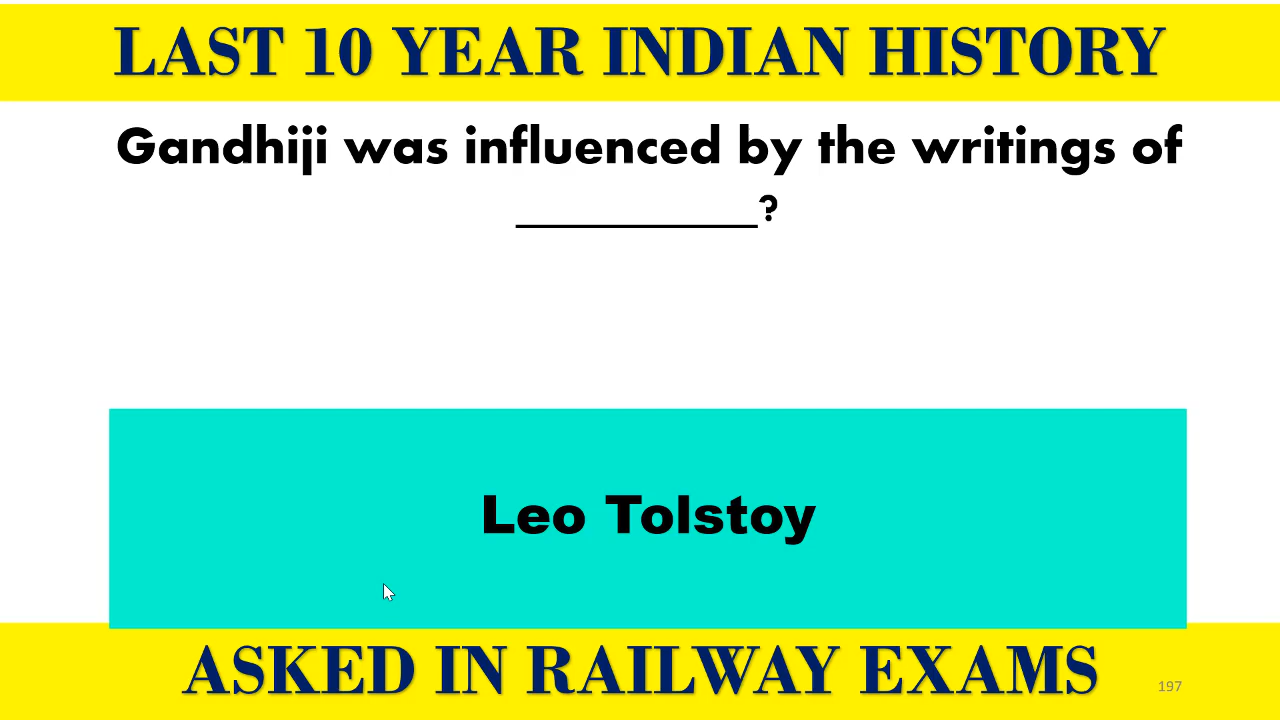 LAST 10 YEAR INDIAN HISTORY
Gandhiji was influenced by the writings of
__________?
Leo Tolstoy
ASKED IN RAILWAY EXAMS
197